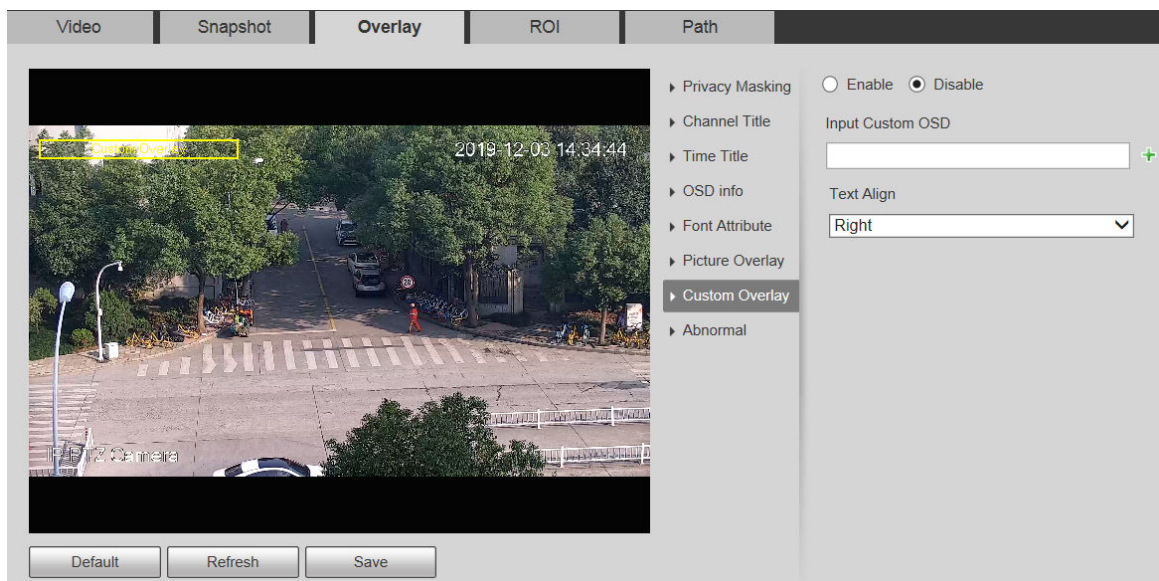 Video Snapshot Overlay ROI Path
Custom Overlay
2019-12-03 14:34:44
IP PTZ Camera
Privacy Masking
Channel Title
Time Title
OSD info
Font Attribute
Picture Overlay
Custom Overlay
Abnormal
Enable Disable
Input Custom OSD
Text Align
Right
Default Refresh Save